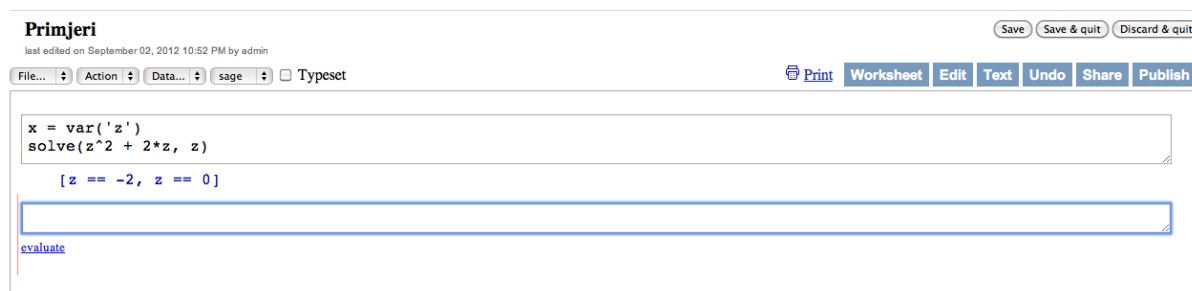 Primjeri
Save Save & quit Discard & quit
last edited on September 02, 2012 10:52 PM by admin
File... Action Data... sage Typeset Print Worksheet Edit Text Undo Share Publish
x = var('z')
solve(z^2 + 2*z, z)
[z == -2, z == 0]
evaluate